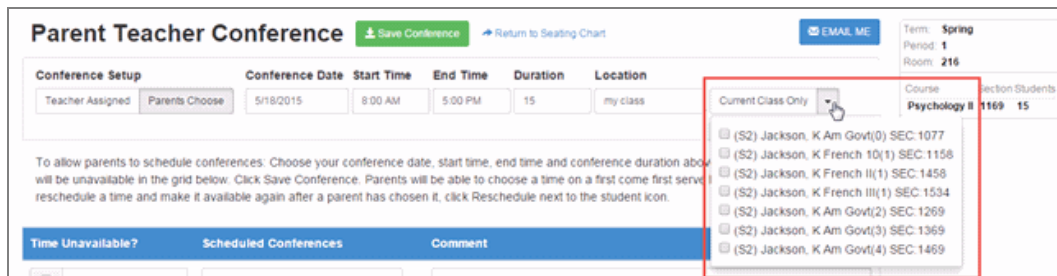 Parent Teacher Conference
Save Conference
Return to Seating Chart
EMAIL ME
Term: Spring
Period: 1
Room: 216
Course Section Students
Psychology II 1169 15
Conference Setup Conference Date Start Time End Time Duration Location
Teacher Assigned Parents Choose 5/18/2015 8:00 AM 5:00 PM 15 my class Current Class Only
(S2) Jackson, K Am Govt(0) SEC:1077
(S2) Jackson, K French 10(1) SEC:1158
(S2) Jackson, K French II(1) SEC:1458
(S2) Jackson, K French III(1) SEC:1534
(S2) Jackson, K Am Govt(2) SEC:1269
(S2) Jackson, K Am Govt(3) SEC:1369
(S2) Jackson, K Am Govt(4) SEC:1469
To allow parents to schedule conferences: Choose your conference date, start time, end time and conference duration
will be unavailable in the grid below. Click Save Conference. Parents will be able to choose a time on a first come first serve
reschedule a time and make it available again after a parent has chosen it, click Reschedule next to the student icon.
Time Unavailable? Scheduled Conferences Comment